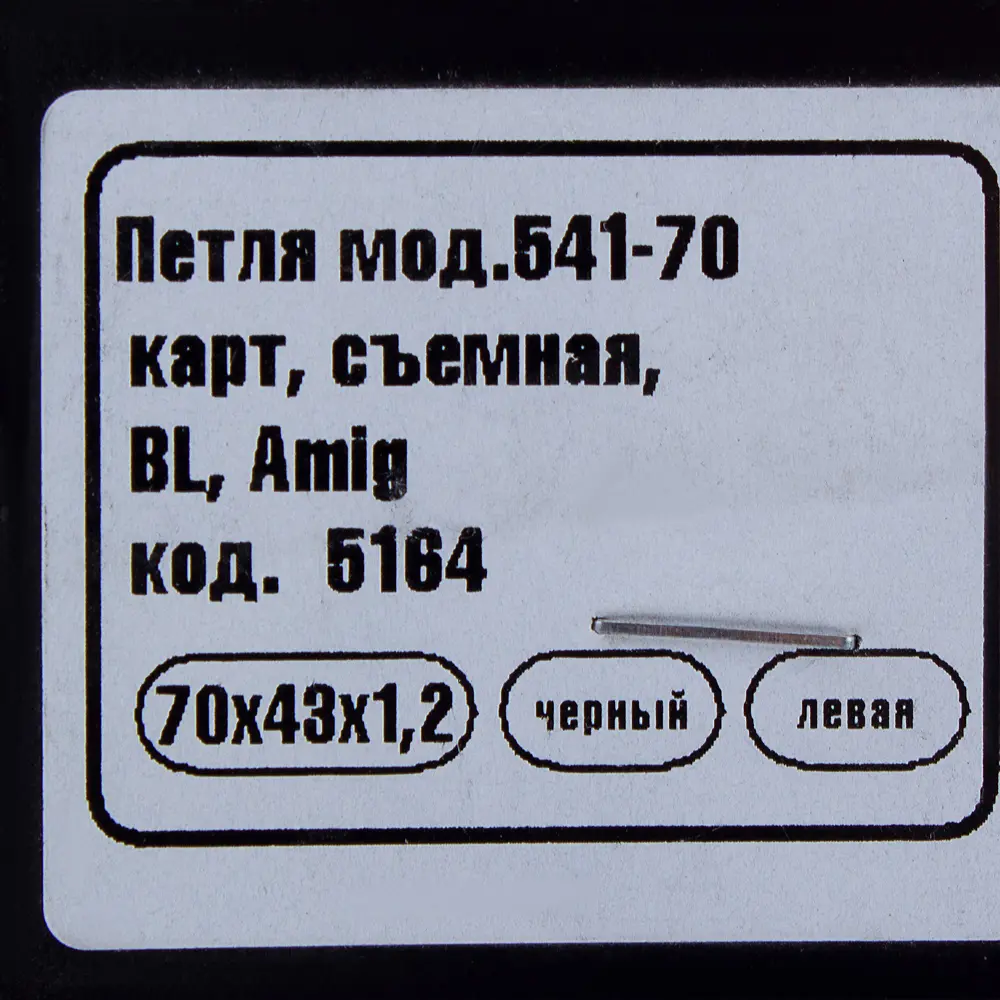 Петля мод.541-70
карт, съемная,
BL, Amig
код. 5164
70x43x1,2 черный левая